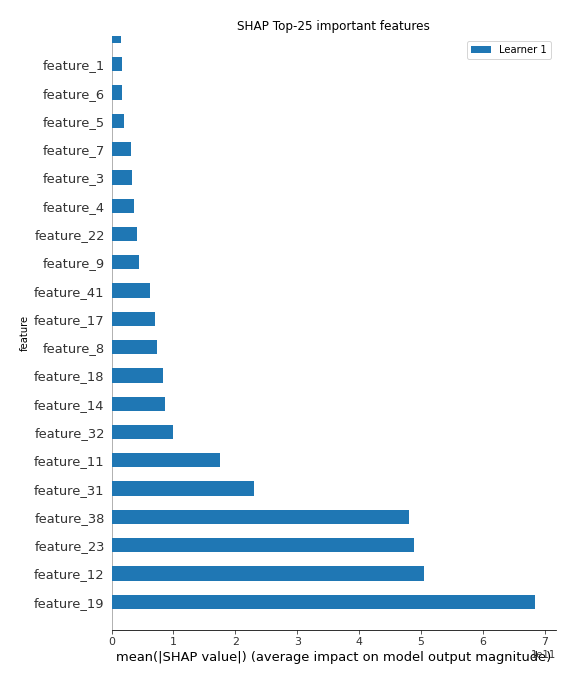 SHAP Top-25 important features
Learner 1
feature_1
feature_6
feature_5
feature_7
feature_3
feature_4
feature_22
feature_9
feature_41
feature_17
feature_8
feature_18
feature_14
feature_32
feature_11
feature_31
feature_38
feature_23
feature_12
feature_19
feature
0 1 2 3 4 5 6 7
1e11
mean(|SHAP value|) (average impact on model output magnitude)